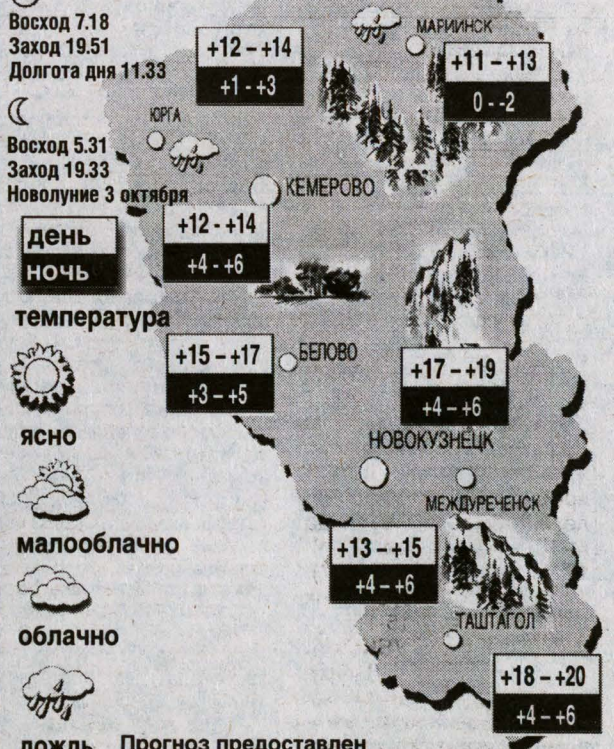 Восход 7.18
Заход 19.51
Долгота дня 11.33
Восход 5.31
Заход 19.33
Новолуние 3 октября
день
ночь
температура
ясно
малооблачно
облачно
дождь
Прогноз предоставлен
МАРИИНСК
+12 – +14
+1 - +3
+11 – +13
0 - -2
ЮРГА
КЕМЕРОВО
+12 - +14
+4 - +6
БЕЛОВО
+15 – +17
+3 – +5
+17 – +19
+4 – +6
НОВОКУЗНЕЦК
МЕЖДУРЕЧЕНСК
+13 – +15
+4 – +6
ТАШТАГОЛ
+18 – +20
+4 – +6